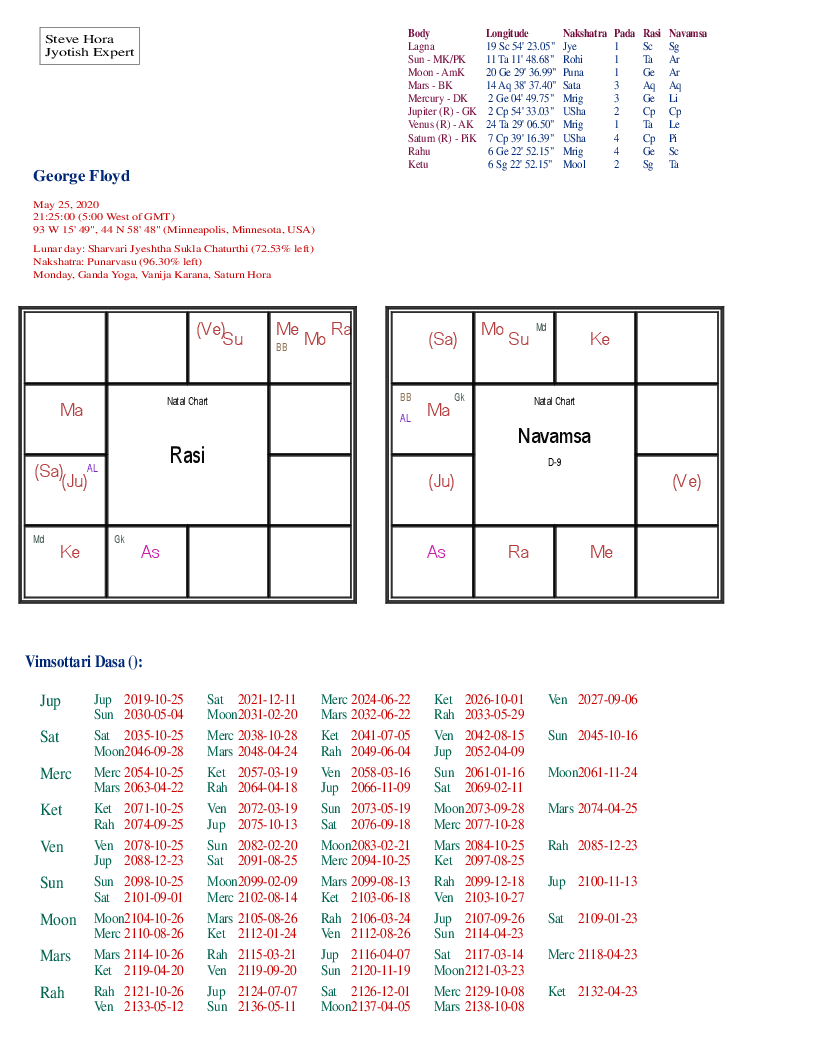 Steve Hora
Jyotish Expert
Body Longitude Nakshatra Pada Rasi Navamsa
Lagna 19 Sc 54' 23.05" Jye 1 Sc Sg
Sun - MK/PK 11 Ta 11' 48.68" Rohi 1 Ta Ar
Moon - AmK 20 Ge 29' 36.99" Puna 1 Ge Ar
Mars - BK 14 Aq 38' 37.40" Sata 3 Aq Aq
Mercury - DK 2 Ge 04' 49.75" Mrig 3 Ge Li
Jupiter (R) - GK 2 Cp 54' 33.03" USha 2 Cp Cp
Venus (R) - AK 24 Ta 29' 06.50" Mrig 1 Ta Le
Saturn (R) - PiK 7 Cp 39' 16.39" USha 4 Cp Pi
Rahu 6 Ge 22' 52.15" Mrig 4 Ge Sc
Ketu 6 Sg 22' 52.15" Mool 2 Sg Ta
George Floyd
May 25, 2020
21:25:00 (5:00 West of GMT)
93 W 15' 49", 44 N 58' 48" (Minneapolis, Minnesota, USA)
Lunar day: Sharvari Jyeshtha Sukla Chaturthi (72.53% left)
Nakshatra: Punarvasu (96.30% left)
Monday, Ganda Yoga, Vanija Karana, Saturn Hora
(Ve) Su Me Mo Ra
BB
Ma
Natal Chart
Rasi
(Sa) (Ju) AL
Md Ke Gk As
(Sa) Mo Su Md Ke
BB Ma Gk
AL
Natal Chart
Navamsa
D-9
(Ju) (Ve)
As Ra Me
Vimsottari Dasa ():
Jup Jup 2019-10-25 Sat 2021-12-11 Merc 2024-06-22 Ket 2026-10-01 Ven 2027-09-06
Sun 2030-05-04 Moon 2031-02-20 Mars 2032-06-22 Rah 2033-05-29
Sat Sat 2035-10-25 Merc 2038-10-28 Ket 2041-07-05 Ven 2042-08-15 Sun 2045-10-16
Moon 2046-09-28 Mars 2048-04-24 Rah 2049-06-04 Jup 2052-04-09
Merc Merc 2054-10-25 Ket 2057-03-19 Ven 2058-03-16 Sun 2061-01-16 Moon 2061-11-24
Mars 2063-04-22 Rah 2064-04-18 Jup 2066-11-09 Sat 2069-02-11
Ket Ket 2071-10-25 Ven 2072-03-19 Sun 2073-05-19 Moon 2073-09-28 Mars 2074-04-25
Rah 2074-09-25 Jup 2075-10-13 Sat 2076-09-18 Merc 2077-10-28
Ven Ven 2078-10-25 Sun 2082-02-20 Moon 2083-02-21 Mars 2084-10-25 Rah 2085-12-23
Jup 2088-12-23 Sat 2091-08-25 Merc 2094-10-25 Ket 2097-08-25
Sun Sun 2098-10-25 Moon 2099-02-09 Mars 2099-08-13 Rah 2099-12-18 Jup 2100-11-13
Sat 2101-09-01 Merc 2102-08-14 Ket 2103-06-18 Ven 2103-10-27
Moon Moon 2104-10-26 Mars 2105-08-26 Rah 2106-03-24 Jup 2107-09-26 Sat 2109-01-23
Merc 2110-08-26 Ket 2112-01-24 Ven 2112-08-26 Sun 2114-04-23
Mars Mars 2114-10-26 Rah 2115-03-21 Jup 2116-04-07 Sat 2117-03-14 Merc 2118-04-23
Ket 2119-04-20 Ven 2119-09-20 Sun 2120-11-19 Moon 2121-03-23
Rah Rah 2121-10-26 Jup 2124-07-07 Sat 2126-12-01 Merc 2129-10-08 Ket 2132-04-23
Ven 2133-05-12 Sun 2136-05-11 Moon 2137-04-05 Mars 2138-10-08